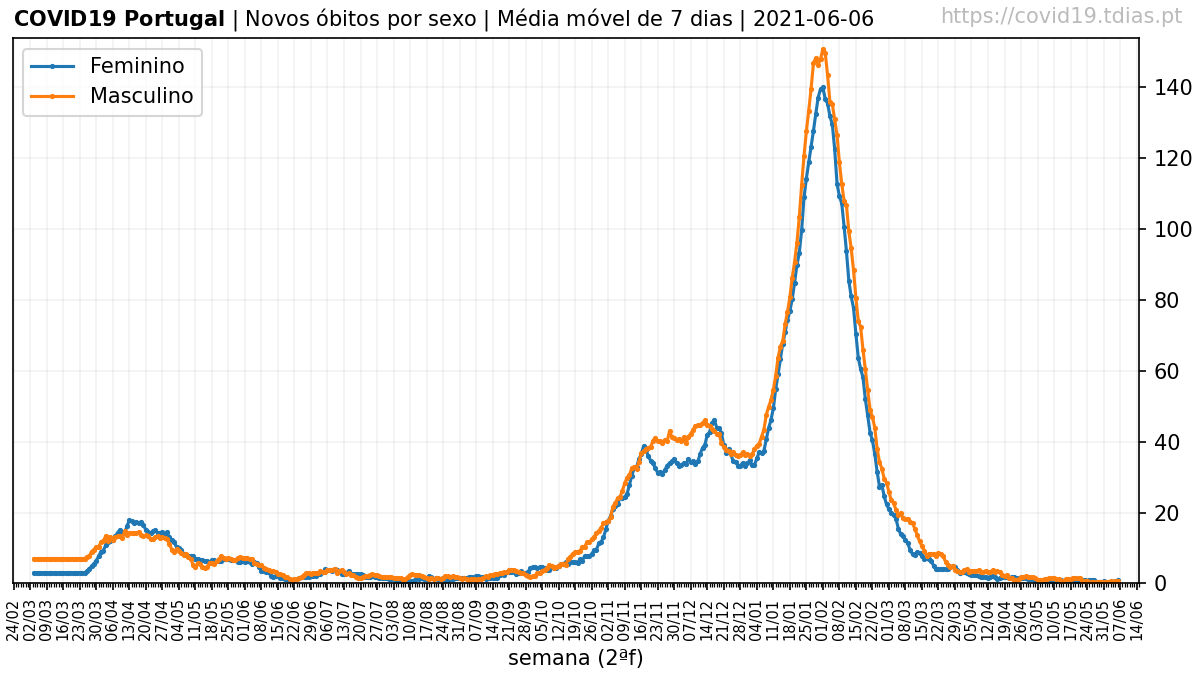 COVID19 Portugal | Novos óbitos por sexo | Média móvel de 7 dias | 2021-06-06
https://covid19.tdias.pt
Feminino
Masculino
140
120
100
80
60
40
20
0
24/02 02/03 09/03 16/03 23/03 30/03 06/04 13/04 20/04 27/04 04/05 11/05 18/05 25/05 01/06 08/06 15/06 22/06 29/06 06/07 13/07 20/07 27/07 03/08 10/08 17/08 24/08 31/08 07/09 14/09 21/09 28/09 05/10 12/10 19/10 26/10 02/11 09/11 16/11 23/11 30/11 07/12 14/12 21/12 28/12 04/01 11/01 18/01 25/01 01/02 08/02 15/02 22/02 01/03 08/03 15/03 22/03 29/03 05/04 12/04 19/04 26/04 03/05 10/05 17/05 24/05 31/05 07/06 14/06
semana (2ªf)